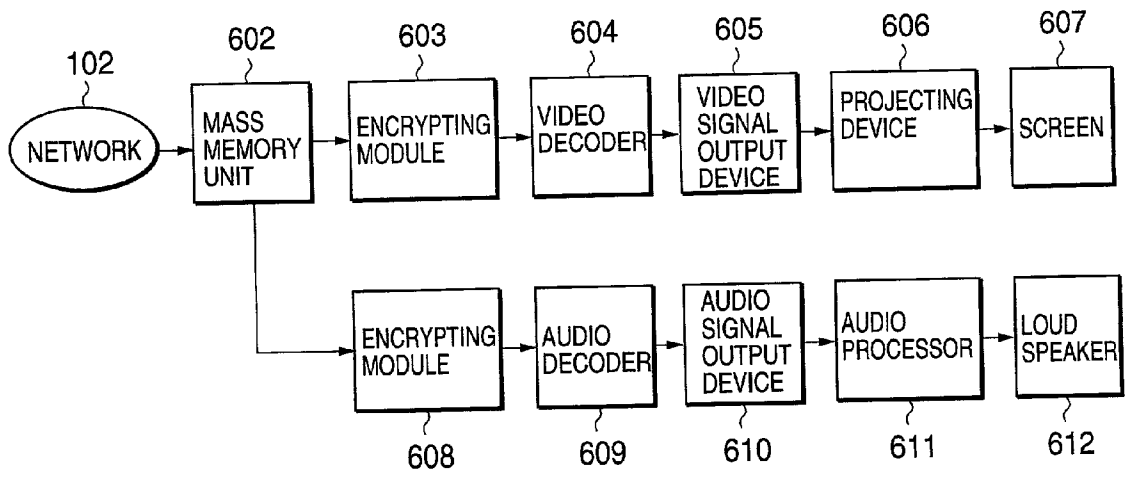 102
602
603
604
605
606
607
NETWORK
MASS
MEMORY
UNIT
ENCRYPTING
MODULE
VIDEO
DECODER
VIDEO
SIGNAL
OUTPUT
DEVICE
PROJECTING
DEVICE
SCREEN
ENCRYPTING
MODULE
AUDIO
DECODER
AUDIO
SIGNAL
OUTPUT
DEVICE
AUDIO
PROCESSOR
LOUD
SPEAKER
608
609
610
611
612